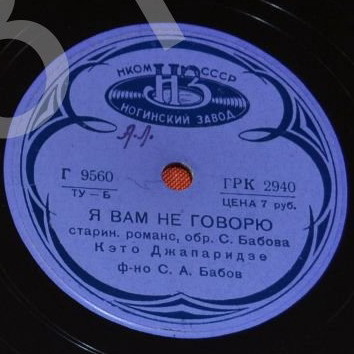 НКОМ СССР
НЗ
НОГИНСКИЙ ЗАВОД
А.Л.
Г 9560
ГРК 2940
ТУ — Б
ЦЕНА 7 руб.
Я ВАМ НЕ ГОВОРЮ
старин. романс, обр. С. Бабова
Кэто Джапаридзе
ф-но С. А. Бабов